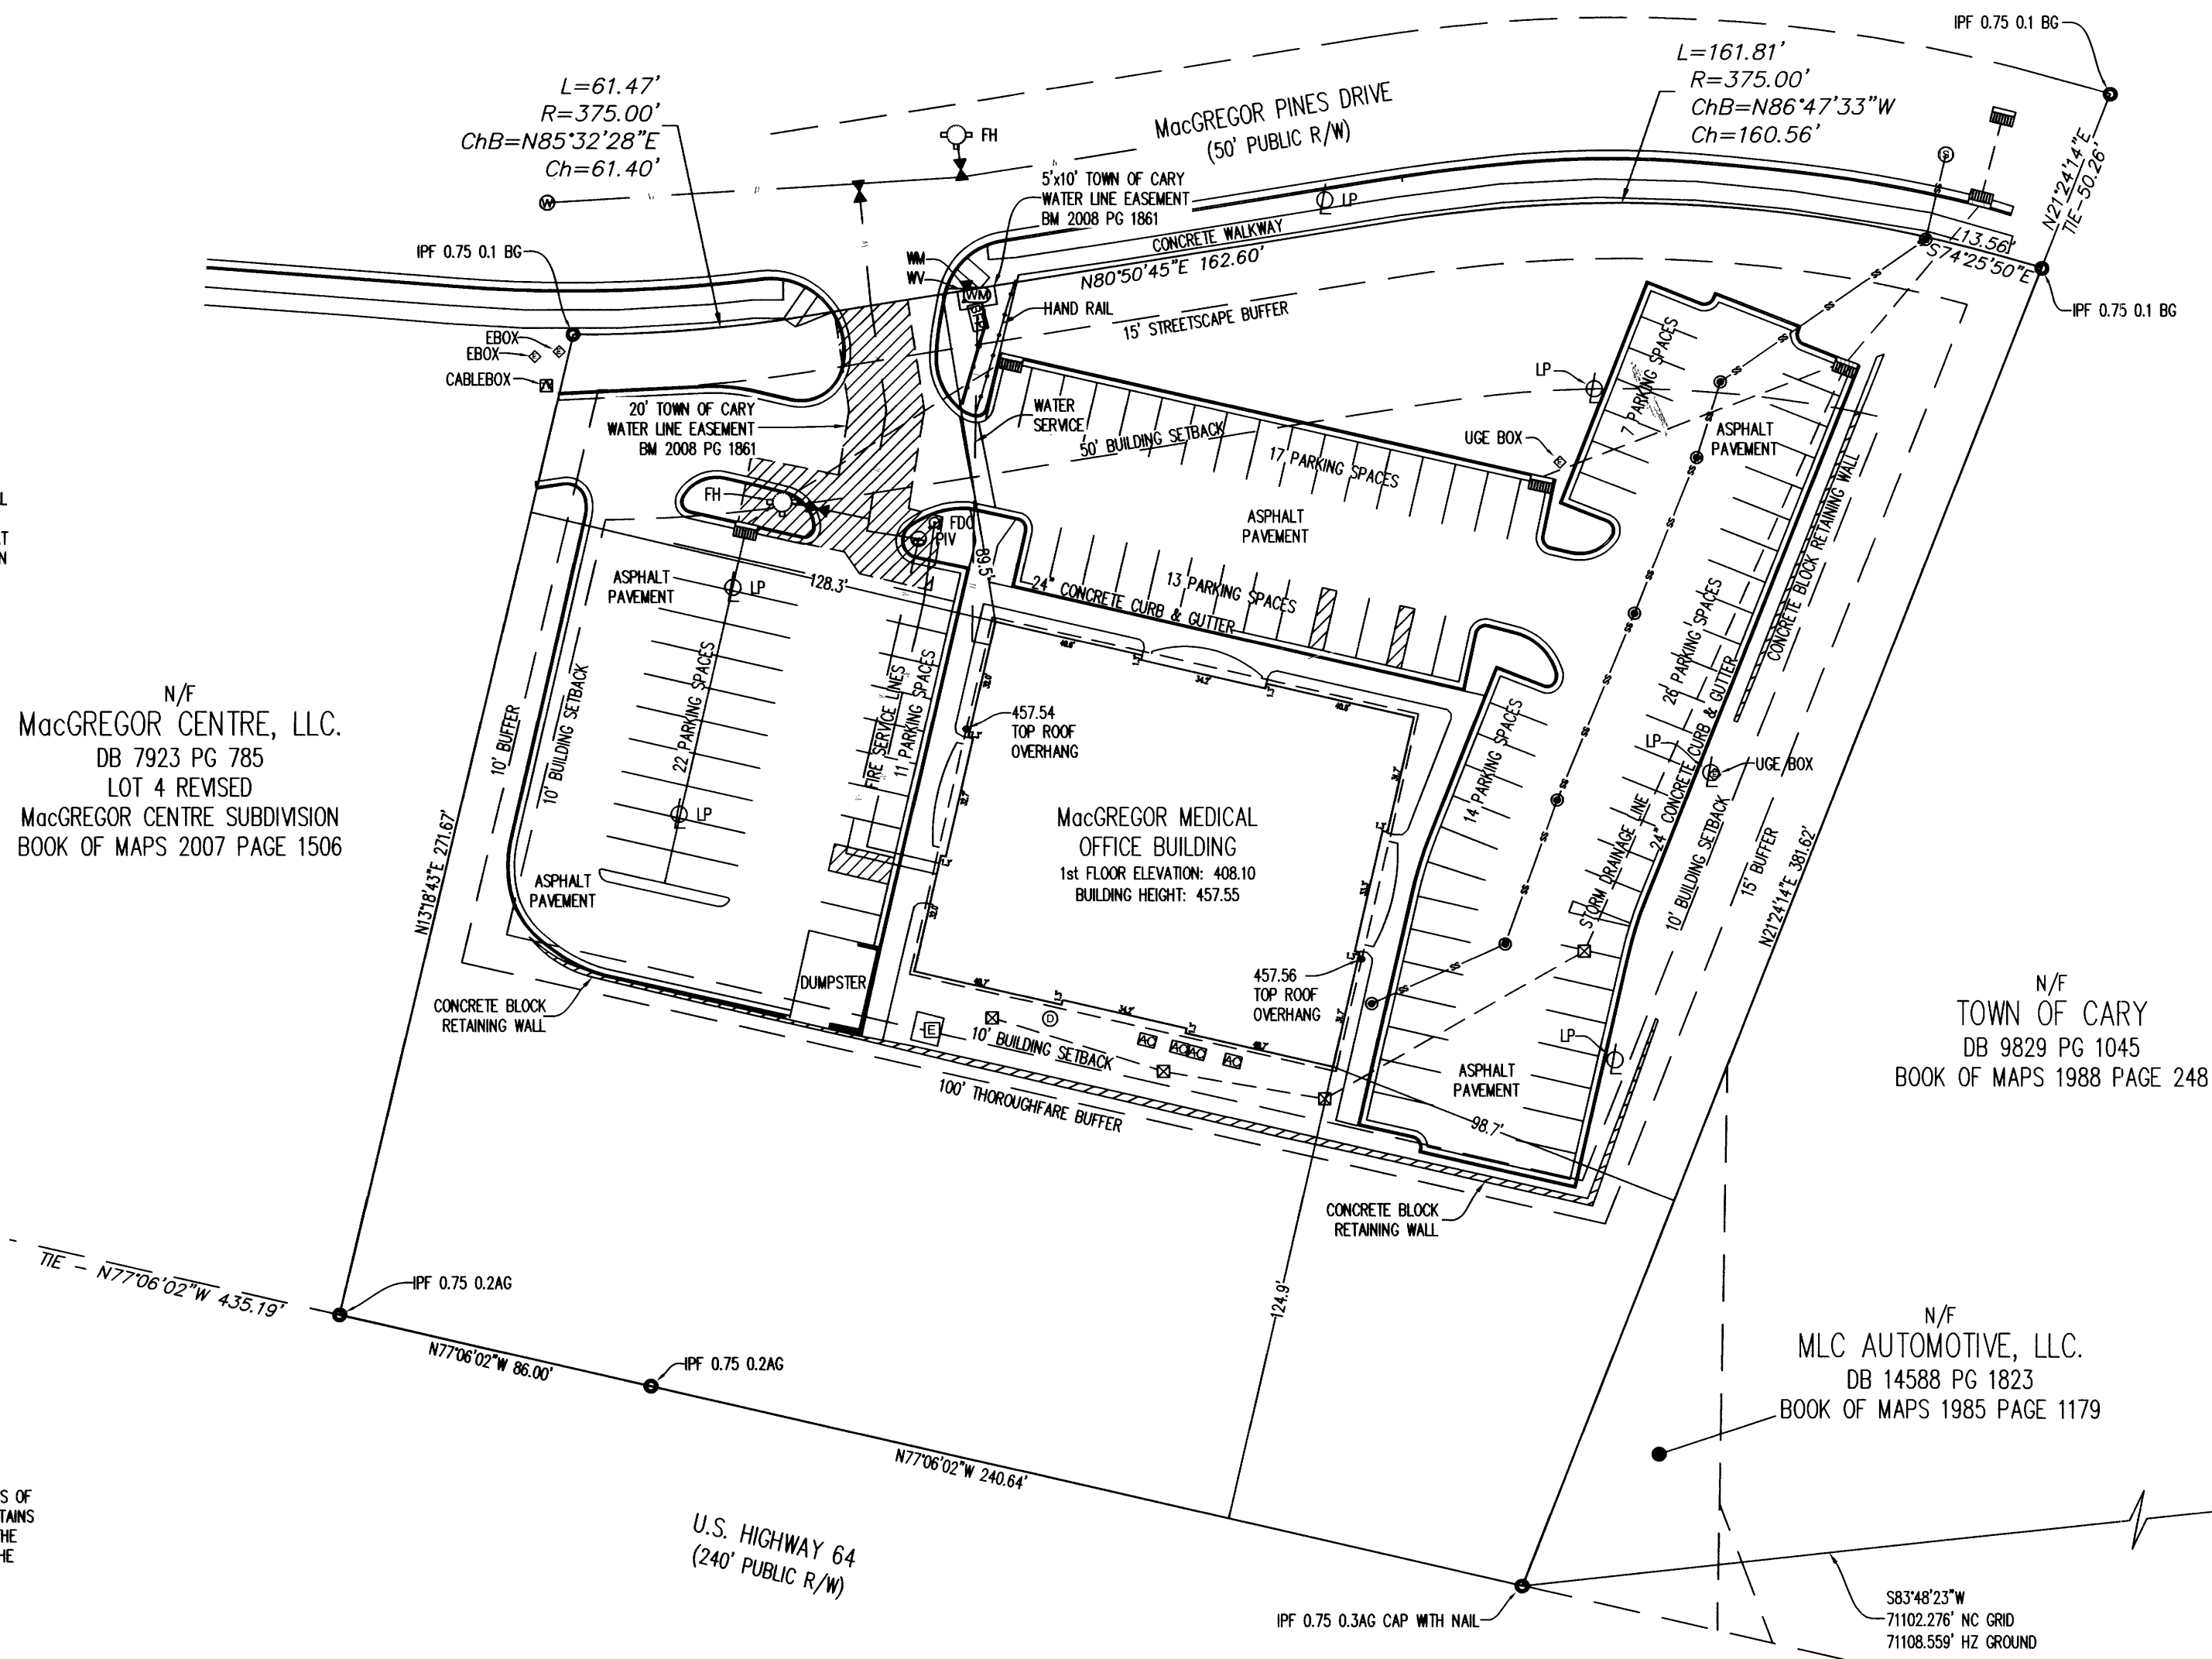 IPF 0.75 0.1 BG
L=61.47'
R=375.00'
ChB=N85°32'28"E
Ch=61.40'
L=161.81'
R=375.00'
ChB=N86°47'33"W
Ch=160.56'
MacGREGOR PINES DRIVE
(50' PUBLIC R/W)
FH
5'x10' TOWN OF CARY
WATER LINE EASEMENT
BM 2008 PG 1861
N21°24'14"E
TIE-50.26'
W
S
LP
CONCRETE WALKWAY
N80°50'45"E 162.60'
113.56'
S74°25'50"E
IPF 0.75 0.1 BG
IPF 0.75 0.1 BG
WM
WV
WM
HAND RAIL
15' STREETSCAPE BUFFER
EBOX
EBOX
CABLEBOX
20' TOWN OF CARY
WATER LINE EASEMENT
BM 2008 PG 1861
WATER
SERVICE
50' BUILDING SETBACK
17 PARKING SPACES
LP
7 PARKING SPACES
UGE BOX
ASPHALT
PAVEMENT
CONCRETE BLOCK RETAINING WALL
FH
FDC
PIV
89.5'
ASPHALT
PAVEMENT
128.3'
24" CONCRETE CURB & GUTTER
13 PARKING SPACES
ASPHALT
PAVEMENT
LP
10' BUFFER
10' BUILDING SETBACK
22 PARKING SPACES
FIRE SERVICE LINES
11 PARKING SPACES
457.54
TOP ROOF
OVERHANG
14 PARKING SPACES
26 PARKING SPACES
24" CONCRETE CURB & GUTTER
LP
UGE BOX
N/F
MacGREGOR CENTRE, LLC.
DB 7923 PG 785
LOT 4 REVISED
MacGREGOR CENTRE SUBDIVISION
BOOK OF MAPS 2007 PAGE 1506
N13°18'43"E 271.67'
LP
MacGREGOR MEDICAL
OFFICE BUILDING
1st FLOOR ELEVATION: 408.10
BUILDING HEIGHT: 457.55
STORM DRAINAGE LINE
10' BUILDING SETBACK
15' BUFFER
N21°24'14"E 381.62'
ASPHALT
PAVEMENT
DUMPSTER
457.56
TOP ROOF
OVERHANG
CONCRETE BLOCK
RETAINING WALL
E
D
10' BUILDING SETBACK
AC
AC
AC
AC
LP
ASPHALT
PAVEMENT
98.7'
100' THOROUGHFARE BUFFER
N/F
TOWN OF CARY
DB 9829 PG 1045
BOOK OF MAPS 1988 PAGE 248
CONCRETE BLOCK
RETAINING WALL
TIE - N77°06'02"W 435.19'
IPF 0.75 0.2AG
124.9'
N77°06'02"W 86.00'
IPF 0.75 0.2AG
N/F
MLC AUTOMOTIVE, LLC.
DB 14588 PG 1823
BOOK OF MAPS 1985 PAGE 1179
N77°06'02"W 240.64'
S OF
TAINS
HE
HE
U.S. HIGHWAY 64
(240' PUBLIC R/W)
IPF 0.75 0.3AG CAP WITH NAIL
S83°48'23"W
71102.276' NC GRID
71108.559' HZ GROUND